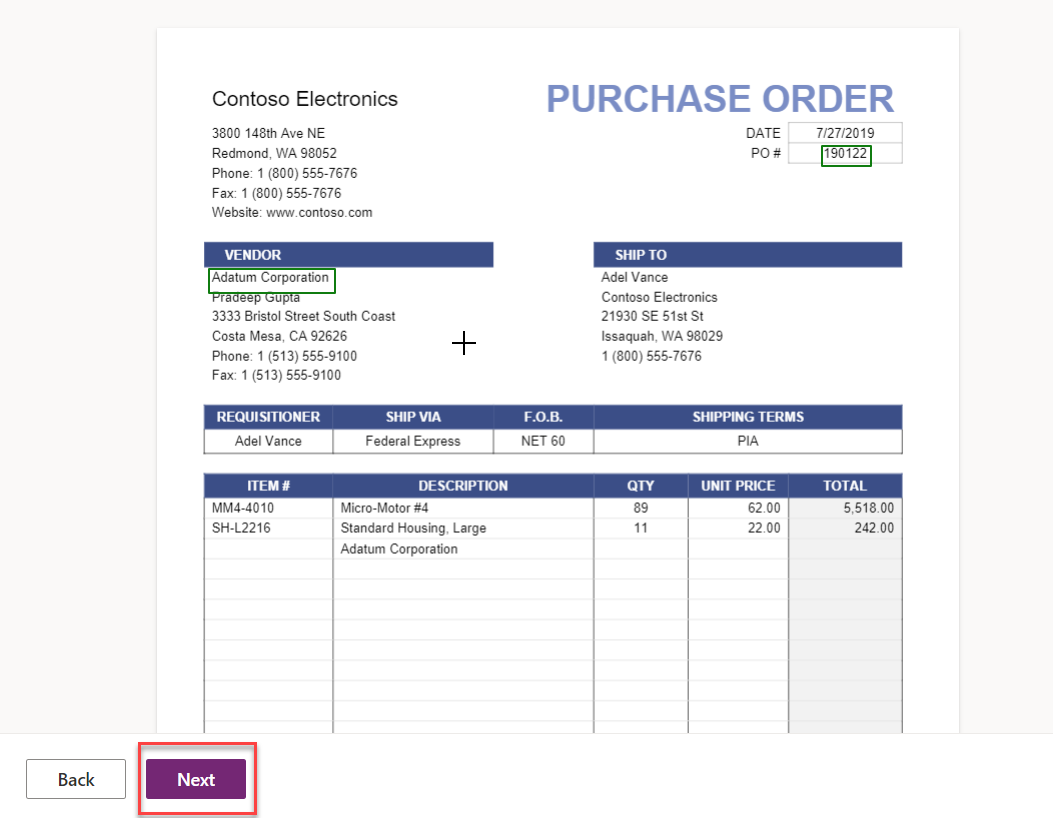 Contoso Electronics
PURCHASE ORDER
3800 148th Ave NE
DATE 7/27/2019
Redmond, WA 98052
PO # 190122
Phone: 1 (800) 555-7676
Fax: 1 (800) 555-7676
Website: www.contoso.com
VENDOR
Adatum Corporation
Pradeep Gupta
3333 Bristol Street South Coast
Costa Mesa, CA 92626
Phone: 1 (513) 555-9100
Fax: 1 (513) 555-9100
SHIP TO
Adel Vance
Contoso Electronics
21930 SE 51st St
Issaquah, WA 98029
1 (800) 555-7676
REQUISITIONER SHIP VIA F.O.B. SHIPPING TERMS
Adel Vance Federal Express NET 60 PIA
ITEM # DESCRIPTION QTY UNIT PRICE TOTAL
MM4-4010 Micro-Motor #4 89 62.00 5,518.00
SH-L2216 Standard Housing, Large 11 22.00 242.00
Adatum Corporation
Back Next